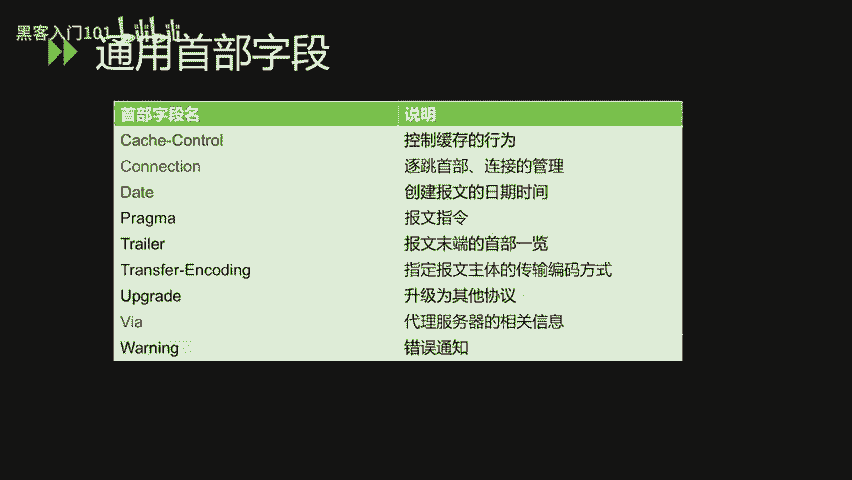 黑客入门101
通用首部字段
首部字段名 说明
Cache-Control 控制缓存的行为
Connection 逐跳首部、连接的管理
Date 创建报文的日期时间
Pragma 报文指令
Trailer 报文末端的首部一览
Transfer-Encoding 指定报文主体的传输编码方式
Upgrade 升级为其他协议
Via 代理服务器的相关信息
Warning 错误通知